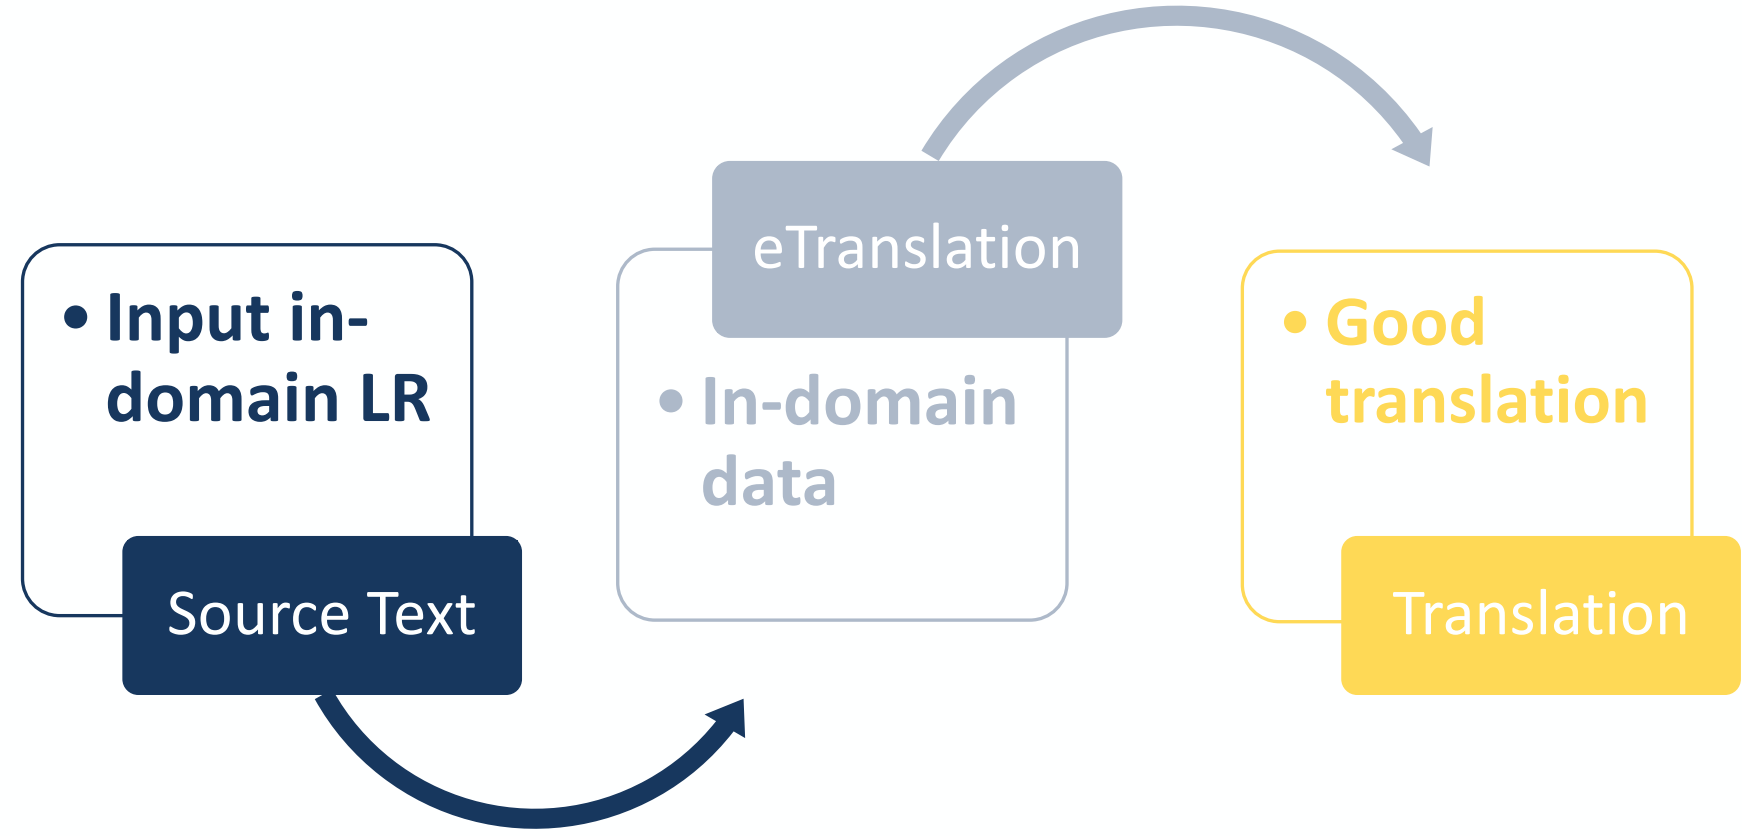 • Input in-
domain LR
Source Text
eTranslation
• In-domain
data
• Good
translation
Translation